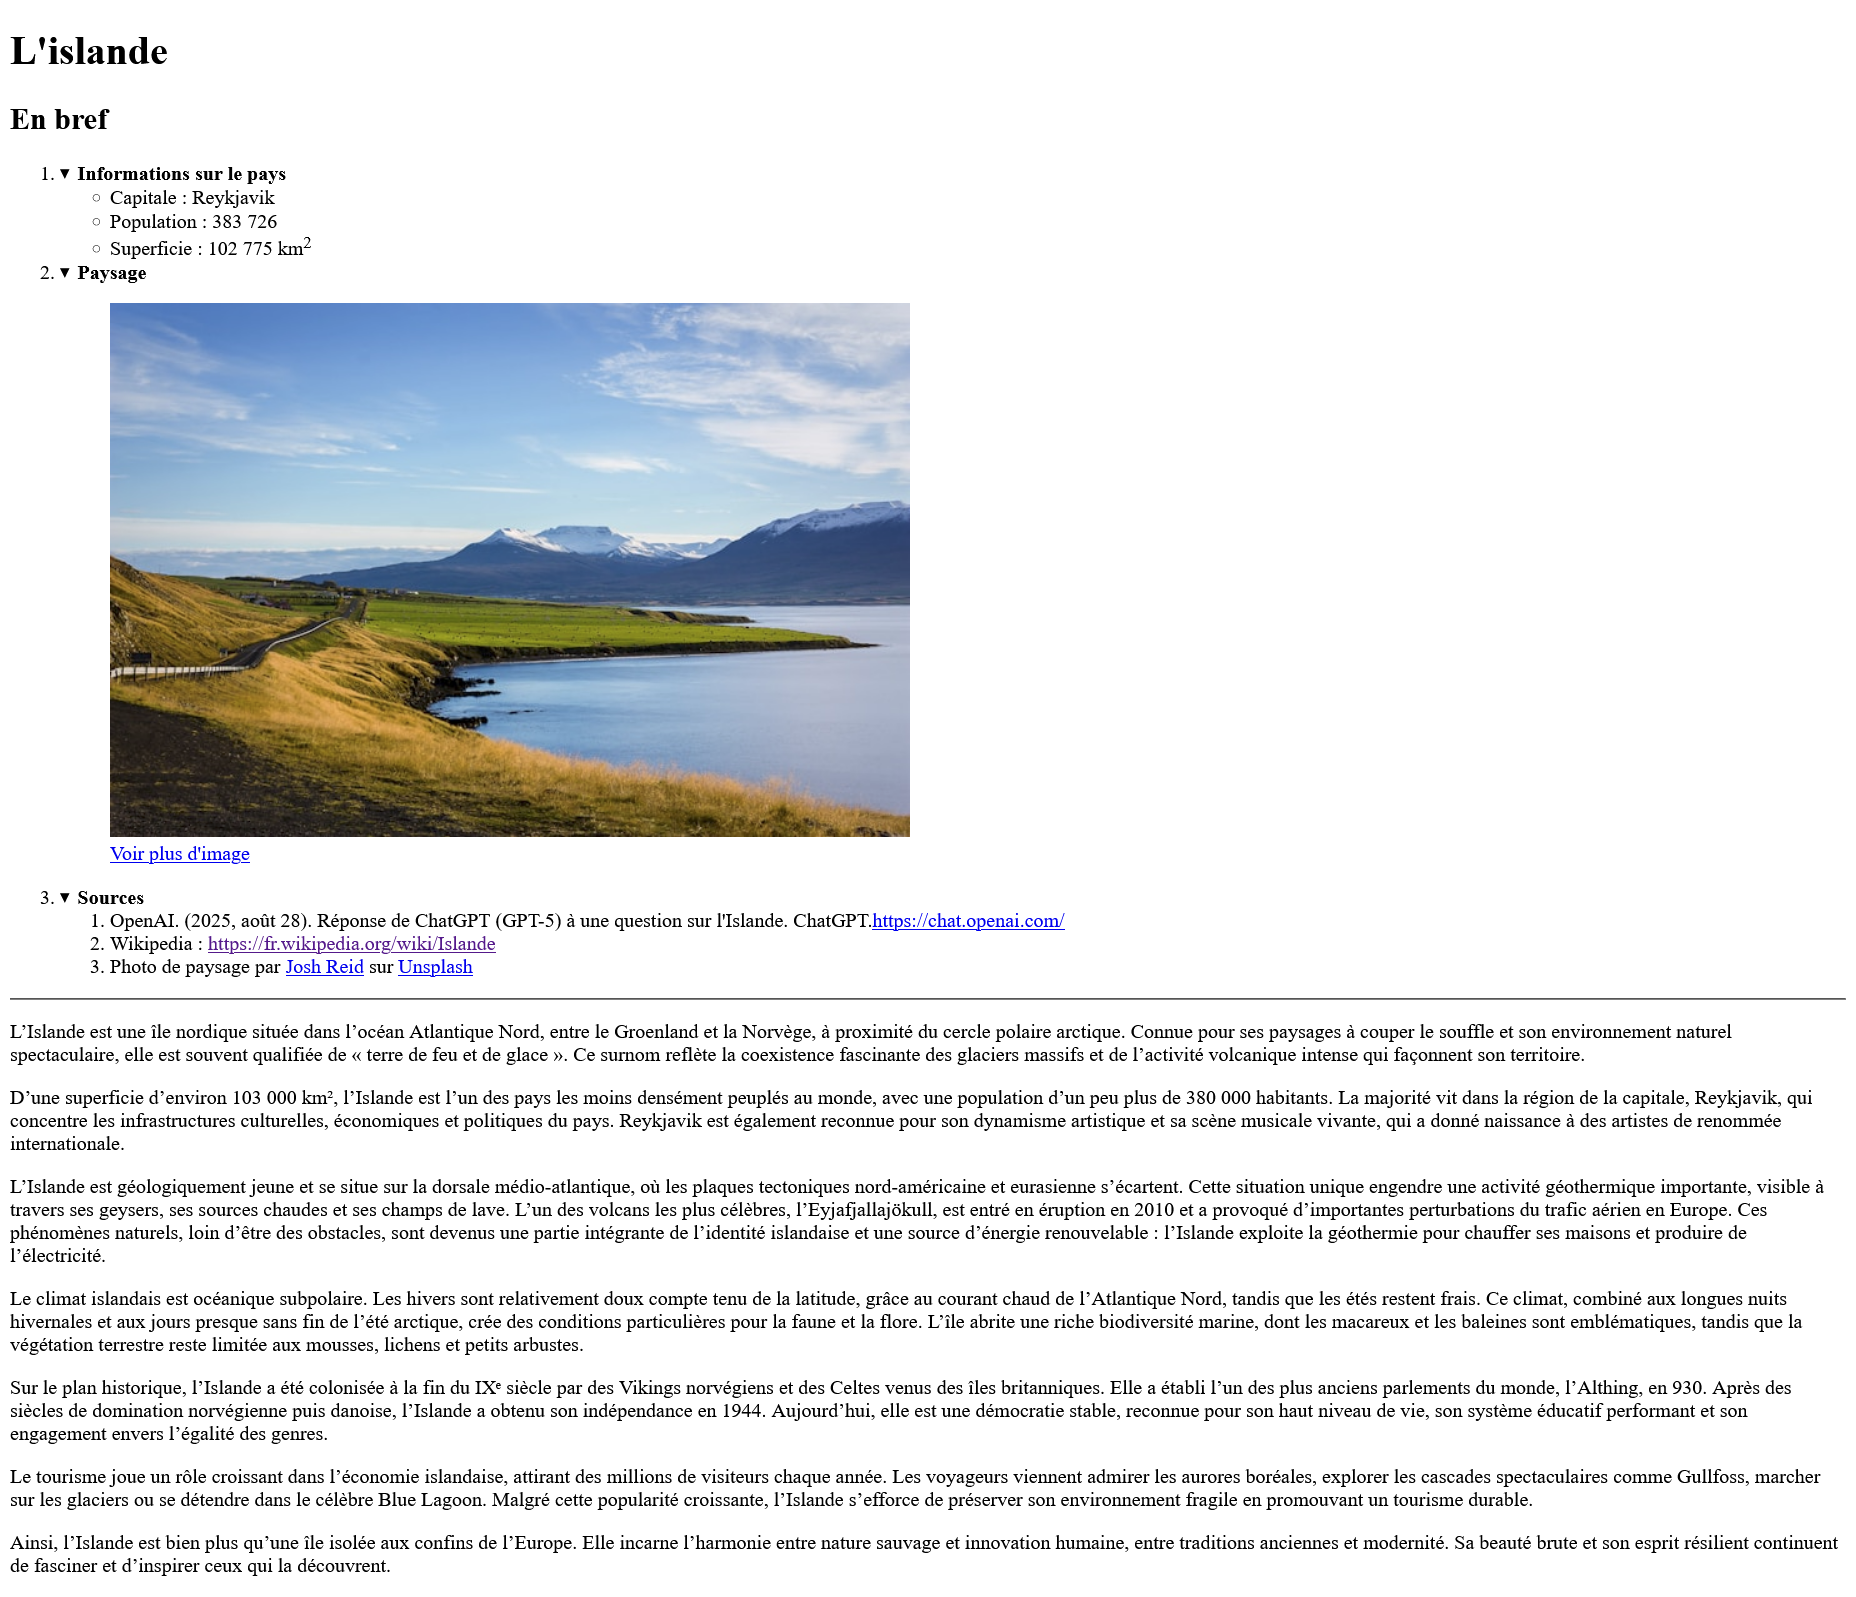 L'islande
En bref
1. ▾ Informations sur le pays
○ Capitale : Reykjavik
○ Population : 383 726
○ Superficie : 102 775 km²
2. ▾ Paysage
Voir plus d'image
3. ▾ Sources
1. OpenAI. (2025, août 28). Réponse de ChatGPT (GPT-5) à une question sur l'Islande. ChatGPT.https://chat.openai.com/
2. Wikipedia : https://fr.wikipedia.org/wiki/Islande
3. Photo de paysage par Josh Reid sur Unsplash
L’Islande est une île nordique située dans l’océan Atlantique Nord, entre le Groenland et la Norvège, à proximité du cercle polaire arctique. Connue pour ses paysages à couper le souffle et son environnement naturel
spectaculaire, elle est souvent qualifiée de « terre de feu et de glace ». Ce surnom reflète la coexistence fascinante des glaciers massifs et de l’activité volcanique intense qui façonnent son territoire.
D’une superficie d’environ 103 000 km², l’Islande est l’un des pays les moins densément peuplés au monde, avec une population d’un peu plus de 380 000 habitants. La majorité vit dans la région de la capitale, Reykjavik, qui
concentre les infrastructures culturelles, économiques et politiques du pays. Reykjavik est également reconnue pour son dynamisme artistique et sa scène musicale vivante, qui a donné naissance à des artistes de renommée
internationale.
L’Islande est géologiquement jeune et se situe sur la dorsale médio-atlantique, où les plaques tectoniques nord-américaine et eurasienne s’écartent. Cette situation unique engendre une activité géothermique importante, visible à
travers ses geysers, ses sources chaudes et ses champs de lave. L’un des volcans les plus célèbres, l’Eyjafjallajökull, est entré en éruption en 2010 et a provoqué d’importantes perturbations du trafic aérien en Europe. Ces
phénomènes naturels, loin d’être des obstacles, sont devenus une partie intégrante de l’identité islandaise et une source d’énergie renouvelable : l’Islande exploite la géothermie pour chauffer ses maisons et produire de
l’électricité.
Le climat islandais est océanique subpolaire. Les hivers sont relativement doux compte tenu de la latitude, grâce au courant chaud de l’Atlantique Nord, tandis que les étés restent frais. Ce climat, combiné aux longues nuits
hivernales et aux jours presque sans fin de l’été arctique, crée des conditions particulières pour la faune et la flore. L’île abrite une riche biodiversité marine, dont les macareux et les baleines sont emblématiques, tandis que la
végétation terrestre reste limitée aux mousses, lichens et petits arbustes.
Sur le plan historique, l’Islande a été colonisée à la fin du IXᵉ siècle par des Vikings norvégiens et des Celtes venus des îles britanniques. Elle a établi l’un des plus anciens parlements du monde, l’Althing, en 930. Après des
siècles de domination norvégienne puis danoise, l’Islande a obtenu son indépendance en 1944. Aujourd’hui, elle est une démocratie stable, reconnue pour son haut niveau de vie, son système éducatif performant et son
engagement envers l’égalité des genres.
Le tourisme joue un rôle croissant dans l’économie islandaise, attirant des millions de visiteurs chaque année. Les voyageurs viennent admirer les aurores boréales, explorer les cascades spectaculaires comme Gullfoss, marcher
sur les glaciers ou se détendre dans le célèbre Blue Lagoon. Malgré cette popularité croissante, l’Islande s’efforce de préserver son environnement fragile en promouvant un tourisme durable.
Ainsi, l’Islande est bien plus qu’une île isolée aux confins de l’Europe. Elle incarne l’harmonie entre nature sauvage et innovation humaine, entre traditions anciennes et modernité. Sa beauté brute et son esprit résilient continuent
de fasciner et d’inspirer ceux qui la découvrent.